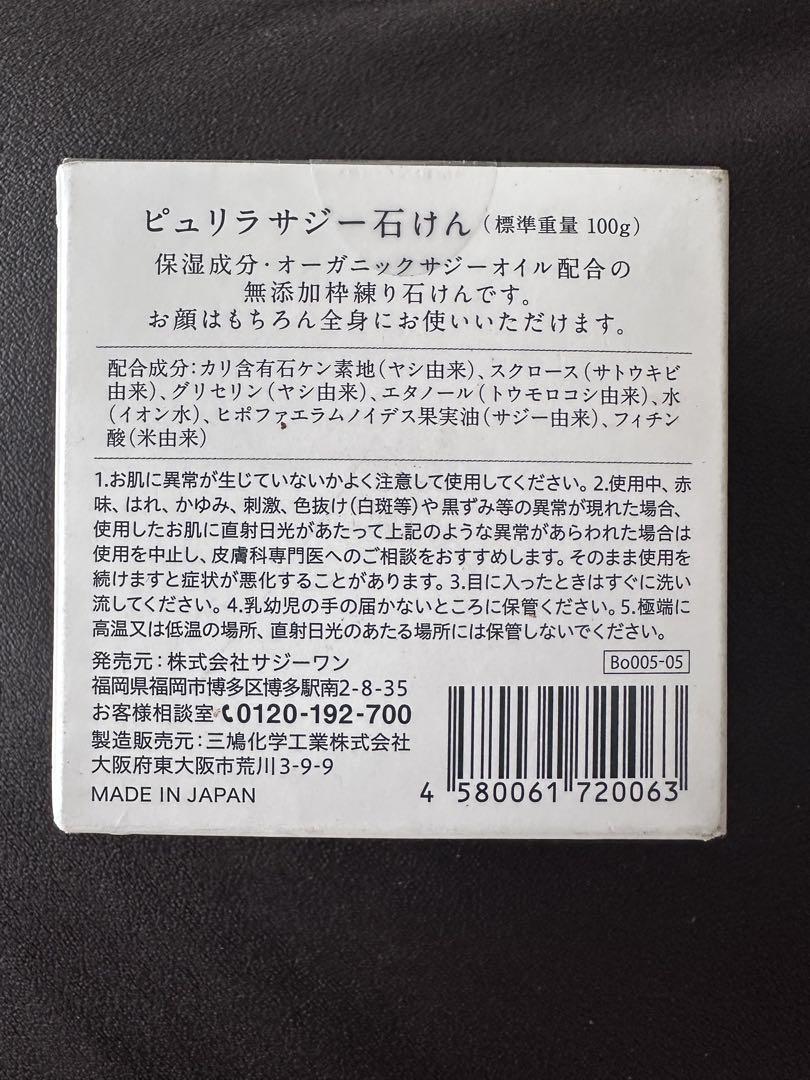 ピュリラサジー石けん（標準重量 100g）
保湿成分・オーガニックサジーオイル配合の
無添加枠練り石けんです。
お顔はもちろん全身にお使いいただけます。
配合成分：カリ含有石ケン素地（ヤシ由来）、スクロース（サトウキビ
由来）、グリセリン（ヤシ由来）、エタノール（トウモロコシ由来）、水
（イオン水）、ヒポファエラムノイデス果実油（サジー由来）、フィチン
酸（米由来）
1.お肌に異常が生じていないかよく注意して使用してください。2.使用中、赤
味、はれ、かゆみ、刺激、色抜け（白斑等）や黒ずみ等の異常が現れた場合、
使用したお肌に直射日光があたって上記のような異常があらわれた場合は
使用を中止し、皮膚科専門医へのご相談をおすすめします。そのまま使用を
続けますと症状が悪化することがあります。3.目に入ったときはすぐに洗い
流してください。4.乳幼児の手の届かないところに保管ください。5.極端に
高温又は低温の場所、直射日光のあたる場所には保管しないでください。
発売元：株式会社サジーワン
Bo005-05
福岡県福岡市博多区博多駅南2-8-35
お客様相談室 0120-192-700
製造販売元：三鳩化学工業株式会社
大阪府東大阪市荒川3-9-9
MADE IN JAPAN
4 580061 720063